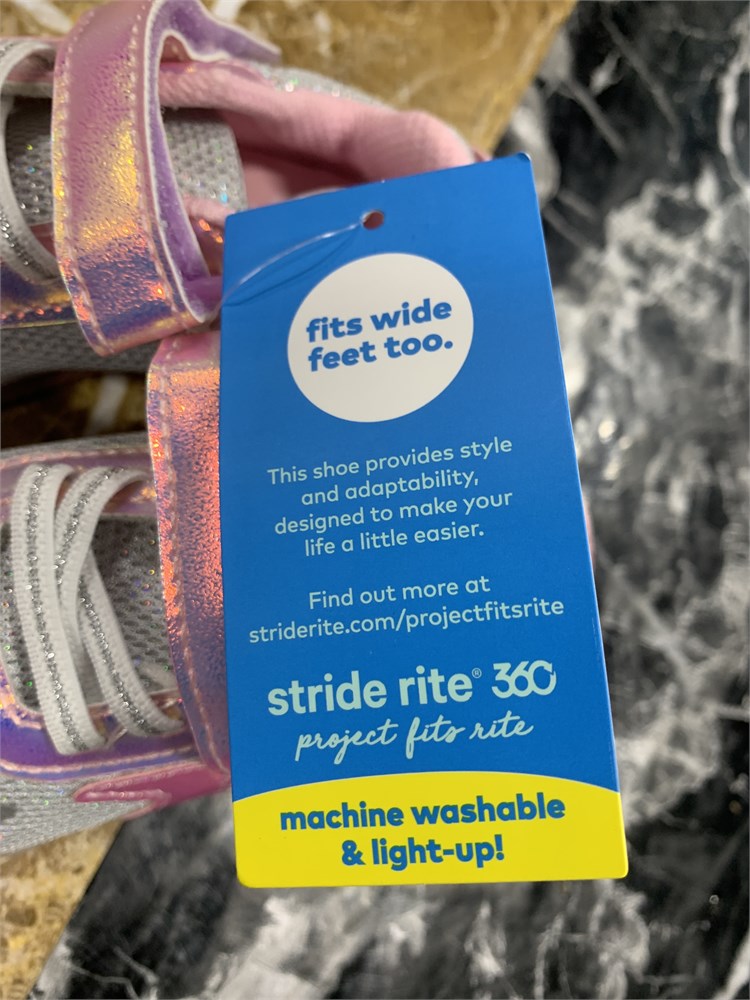 fits wide
feet too.
This shoe provides style
and adaptability,
designed to make your
life a little easier.
Find out more at
striderite.com/projectfitsrite
stride rite® 360
project fits rite
machine washable
& light-up!